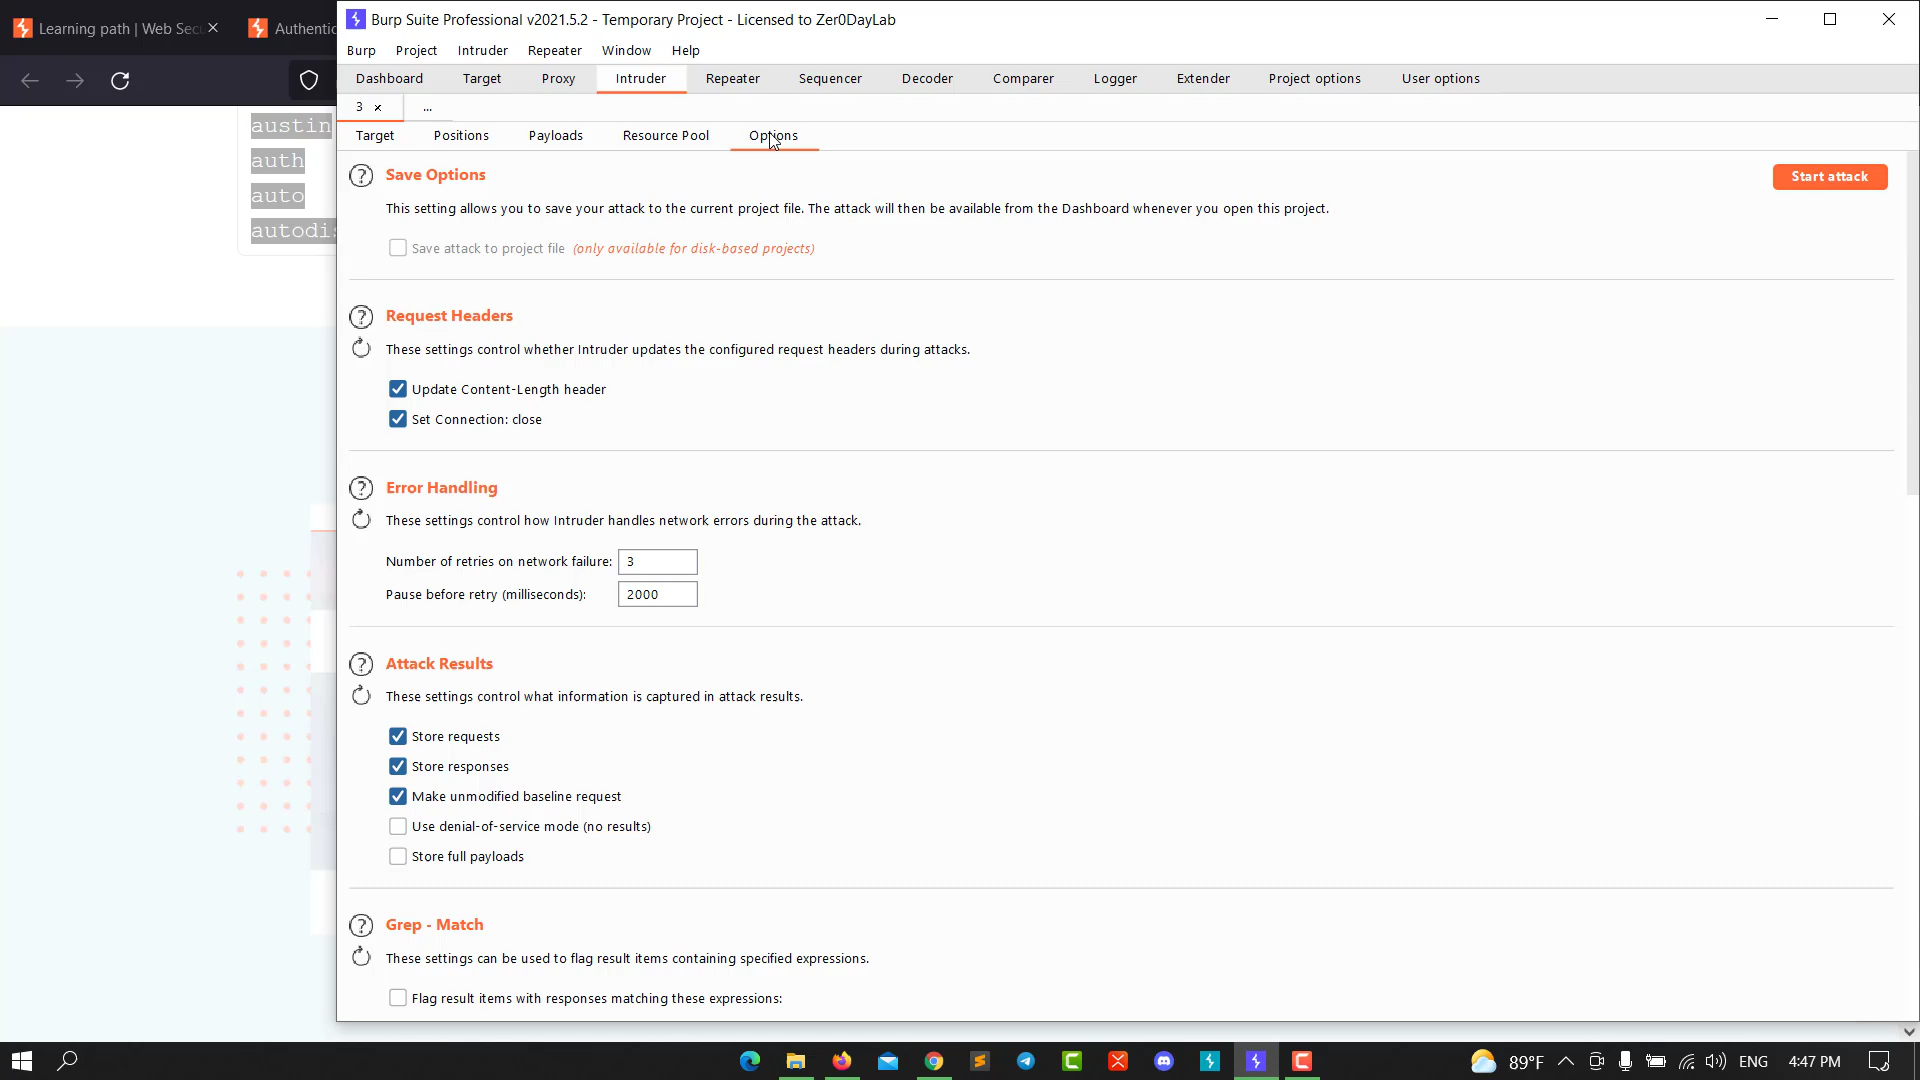 Learning path | Web Sec
Authentic
Burp Suite Professional v2021.5.2 - Temporary Project - Licensed to Zer0DayLab
Burp Project Intruder Repeater Window Help
Dashboard Target Proxy Intruder Repeater Sequencer Decoder Comparer Logger Extender Project options User options
3 × ...
Target Positions Payloads Resource Pool Options
austin
auth
auto
autodis
Save Options
Start attack
This setting allows you to save your attack to the current project file. The attack will then be available from the Dashboard whenever you open this project.
Save attack to project file (only available for disk-based projects)
Request Headers
These settings control whether Intruder updates the configured request headers during attacks.
Update Content-Length header
Set Connection: close
Error Handling
These settings control how Intruder handles network errors during the attack.
Number of retries on network failure: 3
Pause before retry (milliseconds): 2000
Attack Results
These settings control what information is captured in attack results.
Store requests
Store responses
Make unmodified baseline request
Use denial-of-service mode (no results)
Store full payloads
Grep - Match
These settings can be used to flag result items containing specified expressions.
Flag result items with responses matching these expressions:
89°F ENG 4:47 PM